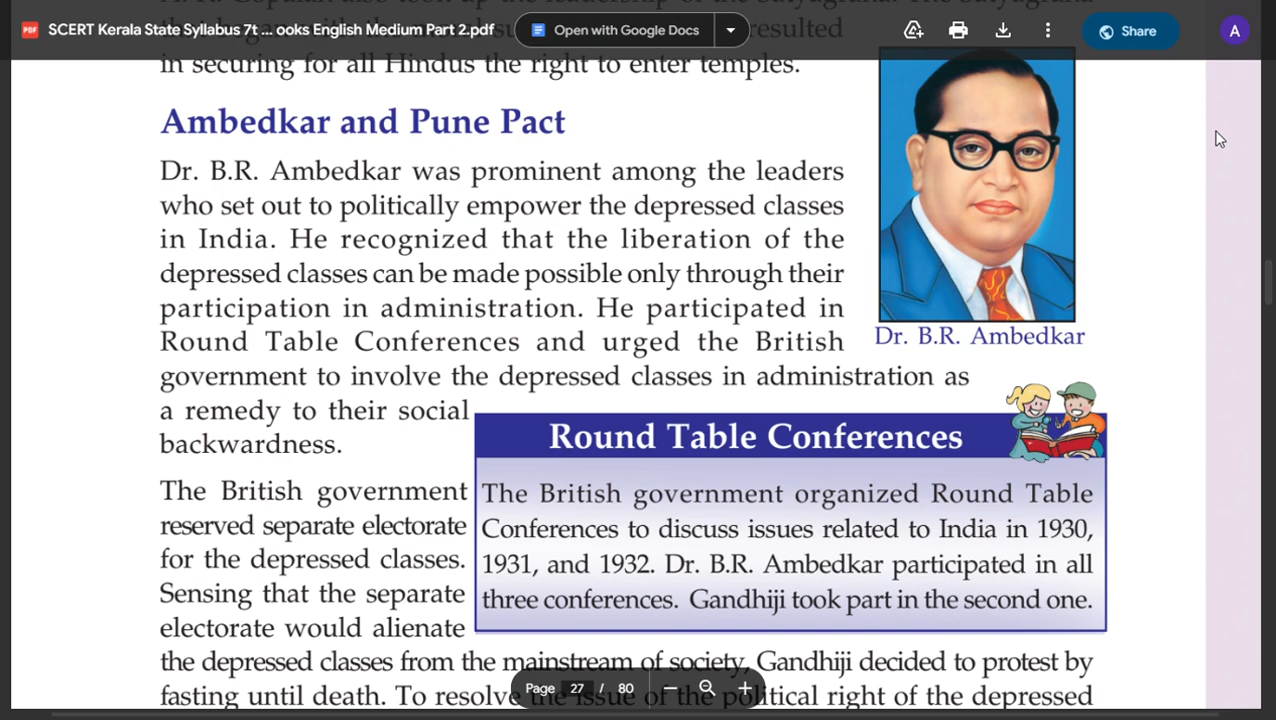 SCERT Kerala State Syllabus 7t ... ooks English Medium Part 2.pdf
Open with Google Docs
Share
A
in securing for all Hindus the right to enter temples.
Ambedkar and Pune Pact
Dr. B.R. Ambedkar was prominent among the leaders
who set out to politically empower the depressed classes
in India. He recognized that the liberation of the
depressed classes can be made possible only through their
participation in administration. He participated in
Round Table Conferences and urged the British
government to involve the depressed classes in administration as
a remedy to their social
backwardness.
Dr. B.R. Ambedkar
The British government
reserved separate electorate
for the depressed classes.
Sensing that the separate
electorate would alienate
Round Table Conferences
The British government organized Round Table
Conferences to discuss issues related to India in 1930,
1931, and 1932. Dr. B.R. Ambedkar participated in all
three conferences. Gandhiji took part in the second one.
the depressed classes from the mainstream of society, Gandhiji decided to protest by
fasting until death. To resolve the issue of the political right of the depressed
Page 27 / 80